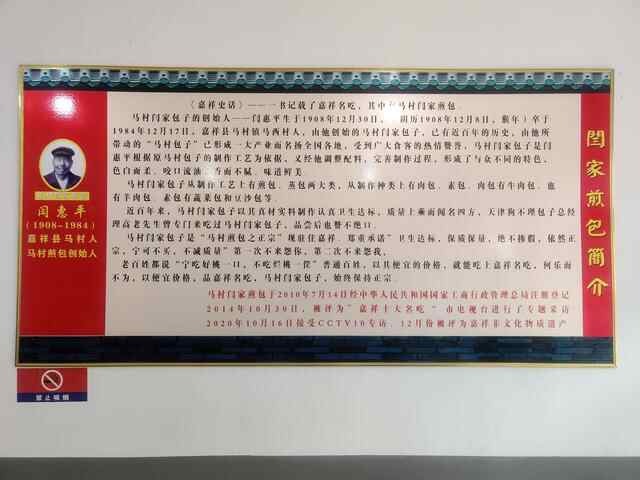 《嘉祥史话》——一书记载了嘉祥名吃,其中有马村闫家煎包.
马村闫家包子的创始人——闫惠平生于1908年12月30日,阴历1908年12月8日,猴年)卒于
1984年12月17日,嘉祥县马村镇马西村人,由他创始的马村闫家包子,已有近百年的历史,由他所
带动的“马村包子”已形成一大产业而名扬全国各地,受到广大食客的热情赞誉,马村闫家包子是闫
惠平根据原马村包子的制作工艺为依据,又经他调整配料,完善制作过程,形成了与众不同的特色,
色白面柔、咬口流油、香而不腻、味道鲜美.
马村闫家包子从制作工艺上有煎包、蒸包两大类,从制作种类上有肉包、素包,肉包有牛肉包,也
有羊肉包,素包有蔬菜包和豆沙包等.
近百年来,马村闫家包子以其真材实料制作认真卫生达标,质量上乘而闻名四方,天津狗不理包子总经
理高老先生曾专门来吃过马村闫家包子,品尝后也赞不绝口.
马村闫家包子是“马村煎包之正宗”现驻住嘉祥,郑重承诺”卫生达标,保质保量,绝不掺假,依然正
宗,宁可不买,不减质量”第一次不来怨你,第二次不来怨我,
老百姓都说“宁吃好桃一口,不吃烂桃一筐”普通百姓,以其便宜的价格,就能吃上嘉祥名吃,何乐而
不为,以便宜价格,品嘉祥名吃,马村闫家包子,始终保持正宗.
马村闫家煎包于2010年7月14日经中华人民共和国国家工商行政管理总局注册登记
2014年10月30日,被评为”嘉祥十大名吃“市电视台进行了专题采访
2020年10月16日接受CCTV10专访,12月份被评为嘉祥非文化物质遗产
闫惠平
(1908-1984)
嘉祥县马村人
马村煎包创始人
閆家煎包簡介
禁止吸烟